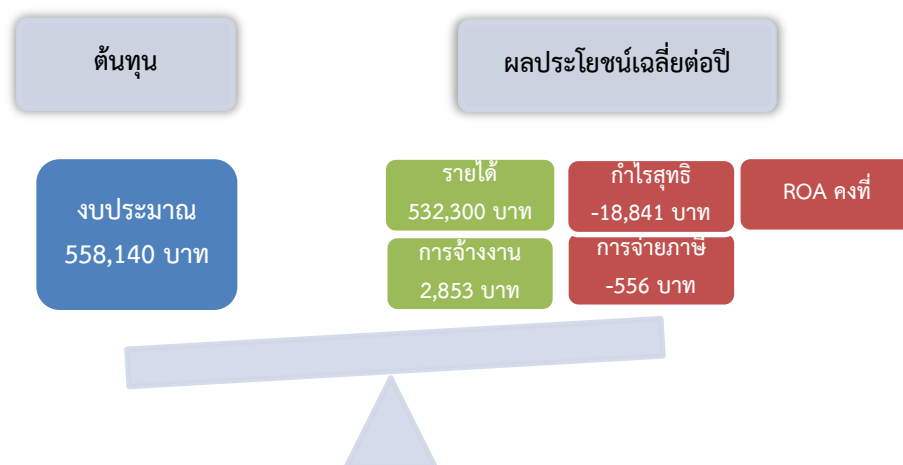 ต้นทุน
ผลประโยชน์เฉลี่ยต่อปี
งบประมาณ
558,140 บาท
รายได้
532,300 บาท
กำไรสุทธิ
-18,841 บาท
ROA คงที่
การจ้างงาน
2,853 บาท
การจ่ายภาษี
-556 บาท